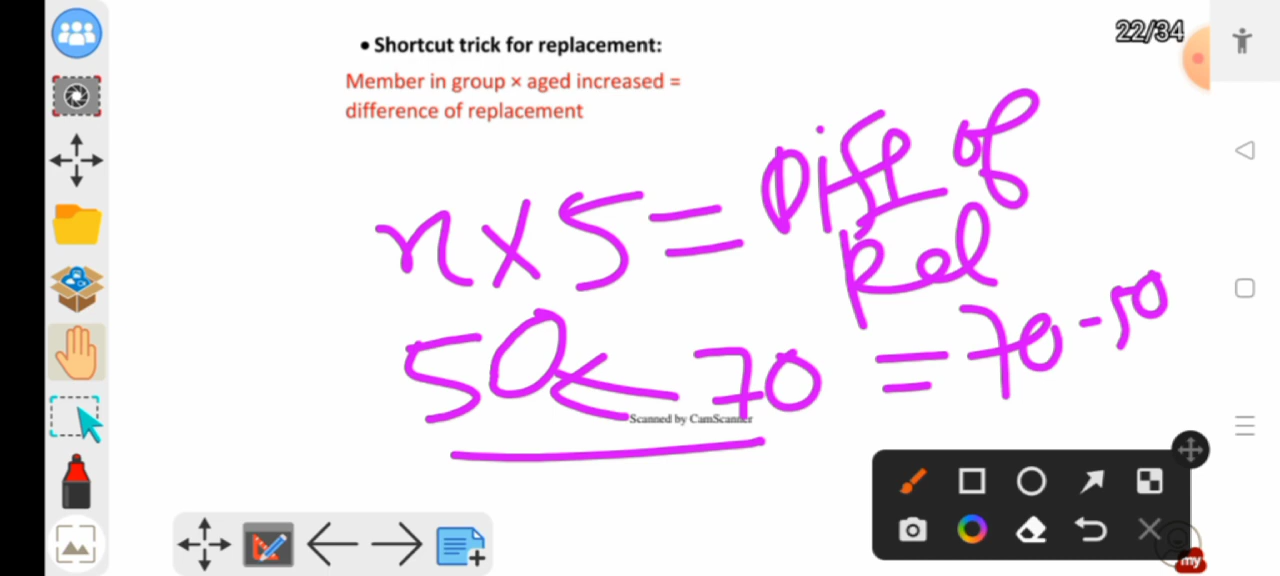 22/34
• Shortcut trick for replacement:
Member in group × aged increased =
difference of replacement
n × 5 = Diff of
Rel
50 ← 70 = 70 - 50
Scanned by CamScanner
my